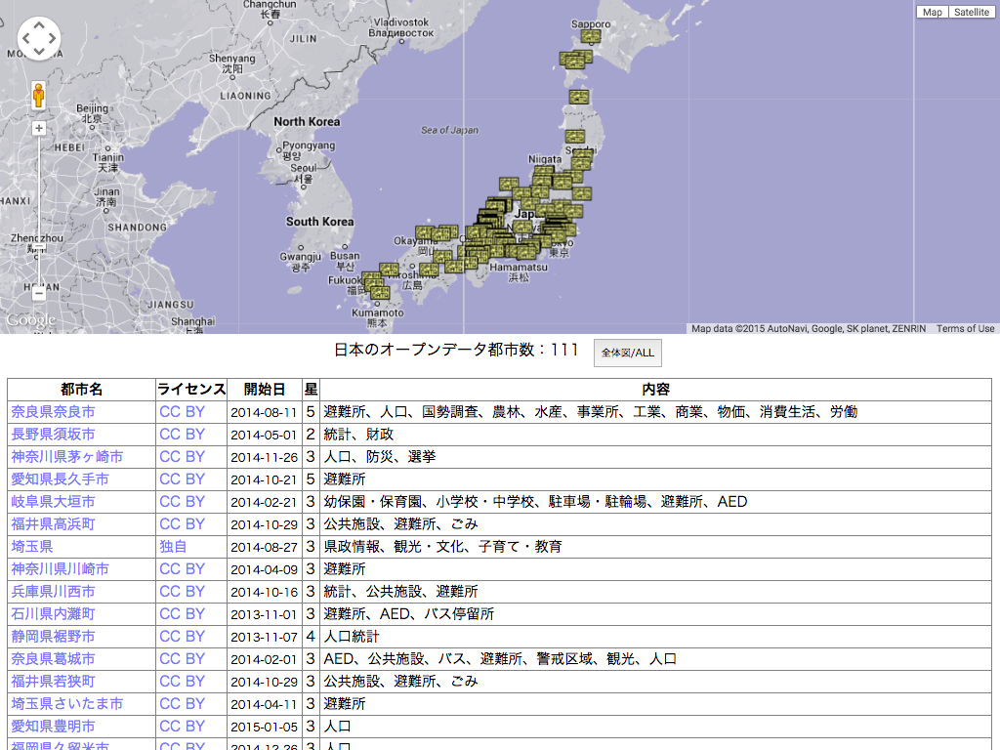 Changchun
长春
Sapporo
Map
Satellite
Vladivostok
Владивосток
JILIN
Shenyang
沈阳
LIAONING
Beijing
北京
North Korea
Sea of Japan
HEBEI
Tianjin
天津
Pyongyang
평양
Sendai
Niigata
Seoul
서울
Jinan
济南
SHANDONG
South Korea
Zhengzhou
Okayama
岡山
東京
Gwangju
광주
Busan
부산
Hamamatsu
浜松
Hiroshima
広島
JIANGSU
Kumamoto
熊本
Shanghai
Google
Map data ©2015 AutoNavi, Google, SK planet, ZENRIN
Terms of Use
日本のオープンデータ都市数：111
全体図/ALL
都市名 ライセンス 開始日 星 内容
奈良県奈良市 CC BY 2014-08-11 5 避難所、人口、国勢調査、農林、水産、事業所、工業、商業、物価、消費生活、労働
長野県須坂市 CC BY 2014-05-01 2 統計、財政
神奈川県茅ヶ崎市 CC BY 2014-11-26 3 人口、防災、選挙
愛知県長久手市 CC BY 2014-10-21 5 避難所
岐阜県大垣市 CC BY 2014-02-21 3 幼保園・保育園、小学校・中学校、駐車場・駐輪場、避難所、AED
福井県高浜町 CC BY 2014-10-29 3 公共施設、避難所、ごみ
埼玉県 独自 2014-08-27 3 県政情報、観光・文化、子育て・教育
神奈川県川崎市 CC BY 2014-04-09 3 避難所
兵庫県川西市 CC BY 2014-10-16 3 統計、公共施設、避難所
石川県内灘町 CC BY 2013-11-01 3 避難所、AED、バス停留所
静岡県裾野市 CC BY 2013-11-07 4 人口統計
奈良県葛城市 CC BY 2014-02-01 3 AED、公共施設、バス、避難所、警戒区域、観光、人口
福井県若狭町 CC BY 2014-10-29 3 公共施設、避難所、ごみ
埼玉県さいたま市 CC BY 2014-04-11 3 避難所
愛知県豊明市 CC BY 2015-01-05 3 人口
福岡県久留米市 CC BY 2014-12-26 3 人口